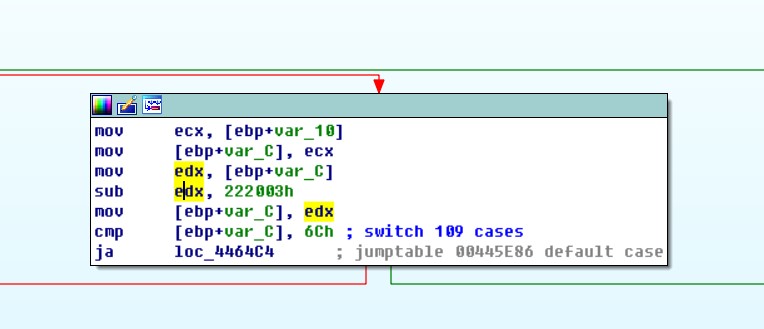 mov ecx, [ebp+var_10]
mov [ebp+var_C], ecx
mov edx, [ebp+var_C]
sub edx, 222003h
mov [ebp+var_C], edx
cmp [ebp+var_C], 6Ch ; switch 109 cases
ja loc_4464C4 ; jumptable 00445E86 default case